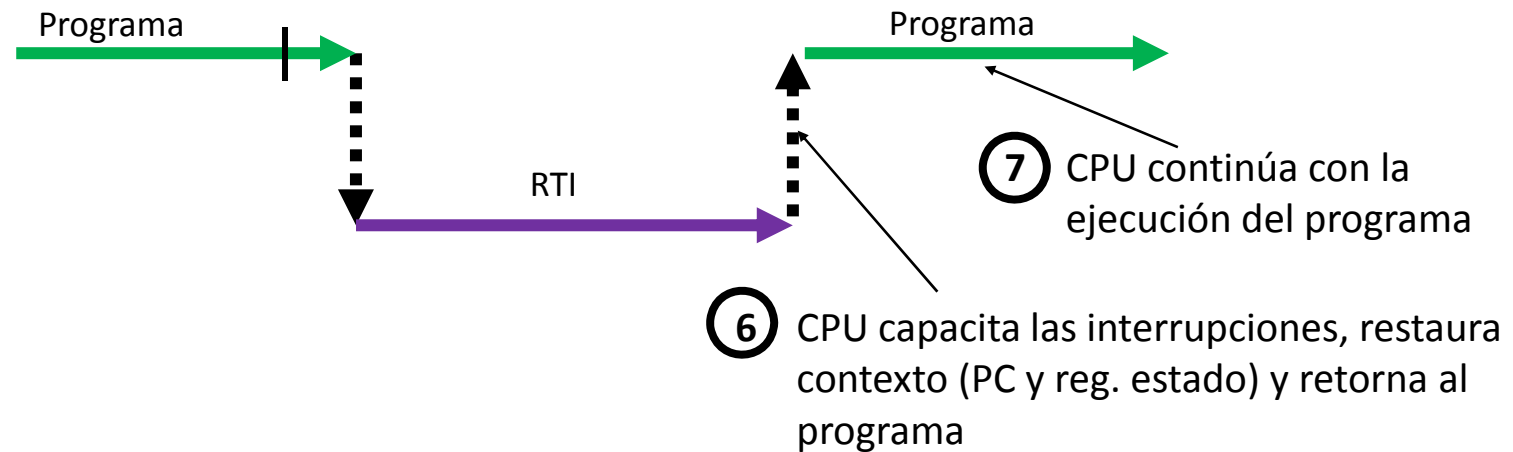 Programa
Programa
RTI
7 CPU continúa con la
ejecución del programa
6 CPU capacita las interrupciones, restaura
contexto (PC y reg. estado) y retorna al
programa